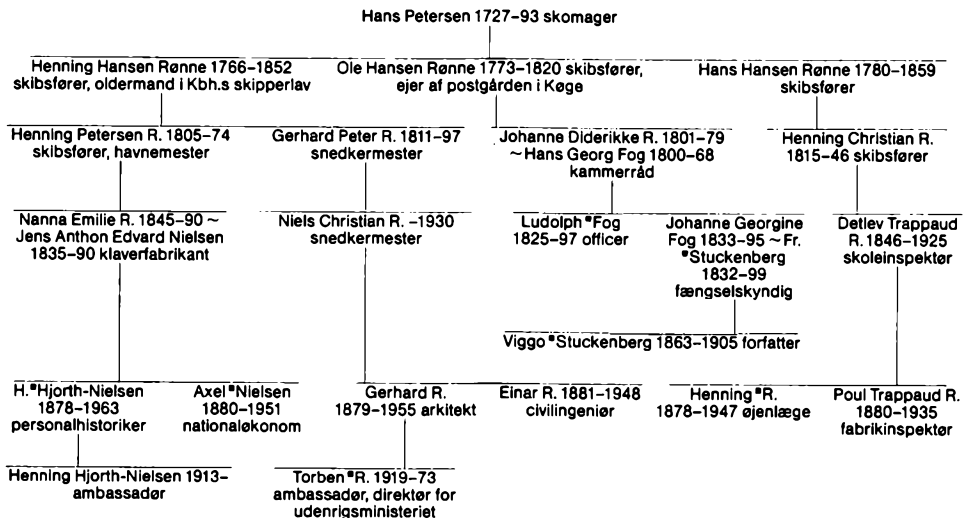 Hans Petersen 1727–93 skomager
Henning Hansen Rønne 1766–1852
skibsfører, oldermand i Kbh.s skipperlav
Ole Hansen Rønne 1773–1820 skibsfører,
ejer af postgården i Køge
Hans Hansen Rønne 1780–1859
skibsfører
Henning Petersen R. 1805–74
skibsfører, havnemester
Gerhard Peter R. 1811–97
snedkermester
Johanne Diderikke R. 1801–79
~Hans Georg Fog 1800–68
kammerråd
Henning Christian R.
1815–46 skibsfører
Nanna Emilie R. 1845–90 ~
Jens Anthon Edvard Nielsen
1835–90 klaverfabrikant
Niels Christian R. –1930
snedkermester
Ludolph *Fog
1825–97 officer
Johanne Georgine
Fog 1833–95 ~ Fr.
*Stuckenberg
1832–99
fængselskyndig
Detlev Trappaud
R. 1846–1925
skoleinspektør
Viggo *Stuckenberg 1863–1905 forfatter
H. *Hjorth-Nielsen
1878–1963
personalhistoriker
Axel *Nielsen
1880–1951
nationaløkonom
Gerhard R.
1879–1955 arkitekt
Einar R. 1881–1948
civilingeniør
Henning *R.
1878–1947 øjenlæge
Poul Trappaud R.
1880–1935
fabrikinspektør
Henning Hjorth-Nielsen 1913–
ambassadør
Torben *R. 1919–73
ambassadør, direktør for
udenrigsministeriet